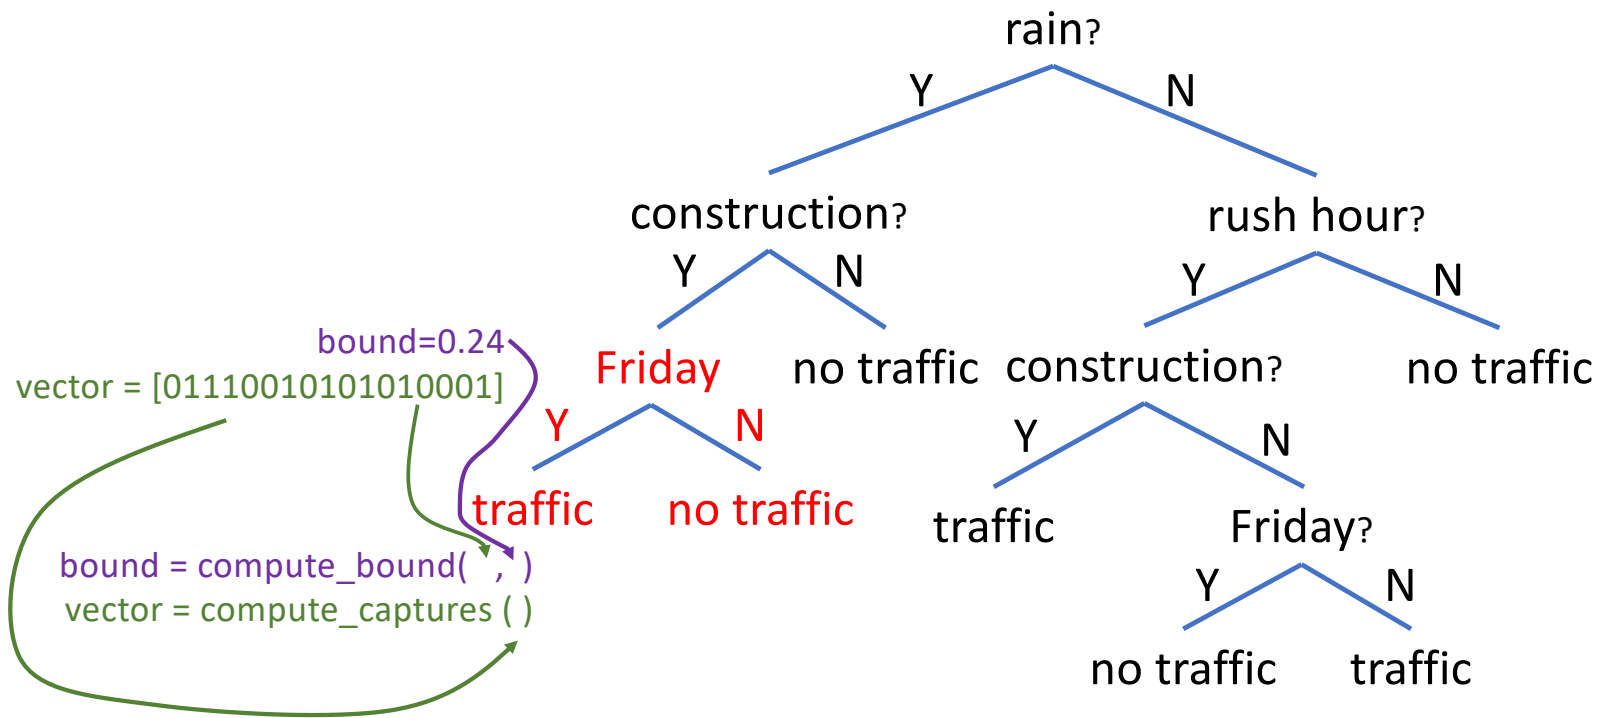 rain?
Y
N
construction?
rush hour?
Y
N
Y
N
bound=0.24
vector = [01110010101010001]
Friday
no traffic
construction?
no traffic
Y
N
Y
N
traffic
no traffic
traffic
Friday?
bound = compute_bound( , )
vector = compute_captures ( )
Y
N
no traffic
traffic